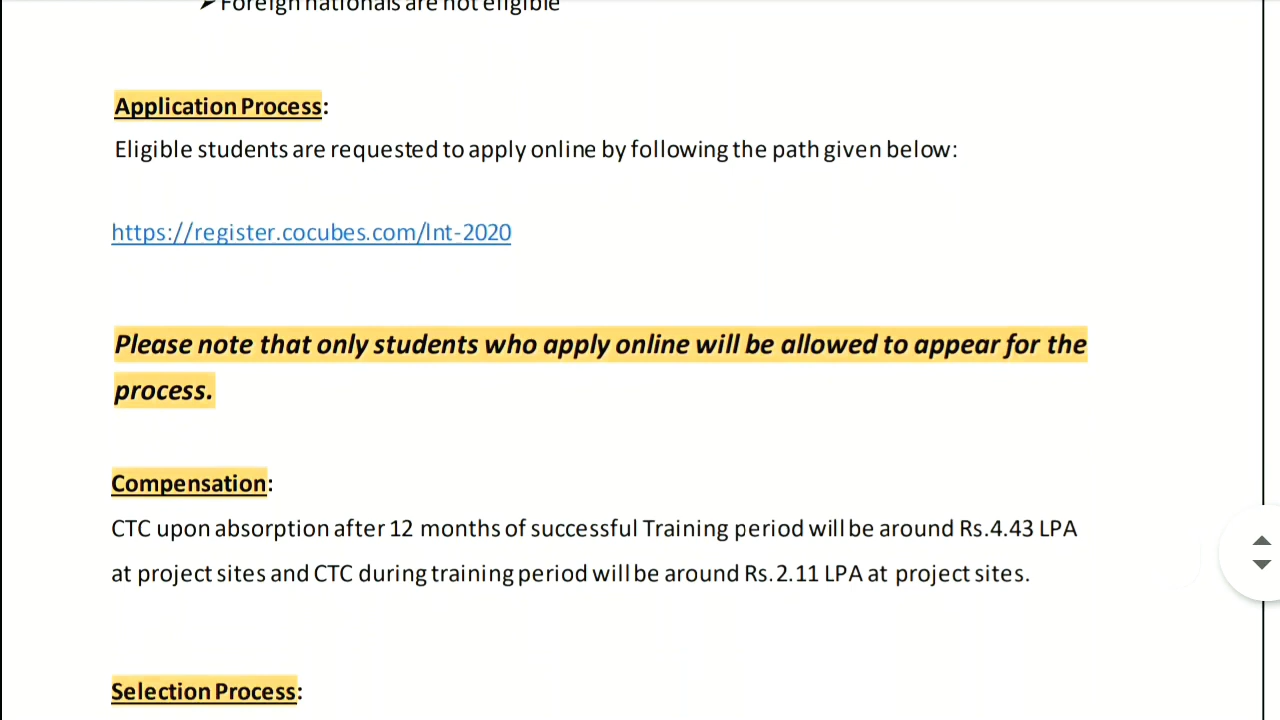 ➤ Foreign nationals are not eligible
Application Process:
Eligible students are requested to apply online by following the path given below:
https://register.cocubes.com/lnt-2020
Please note that only students who apply online will be allowed to appear for the
process.
Compensation:
CTC upon absorption after 12 months of successful Training period will be around Rs.4.43 LPA
at project sites and CTC during training period will be around Rs.2.11 LPA at project sites.
Selection Process: